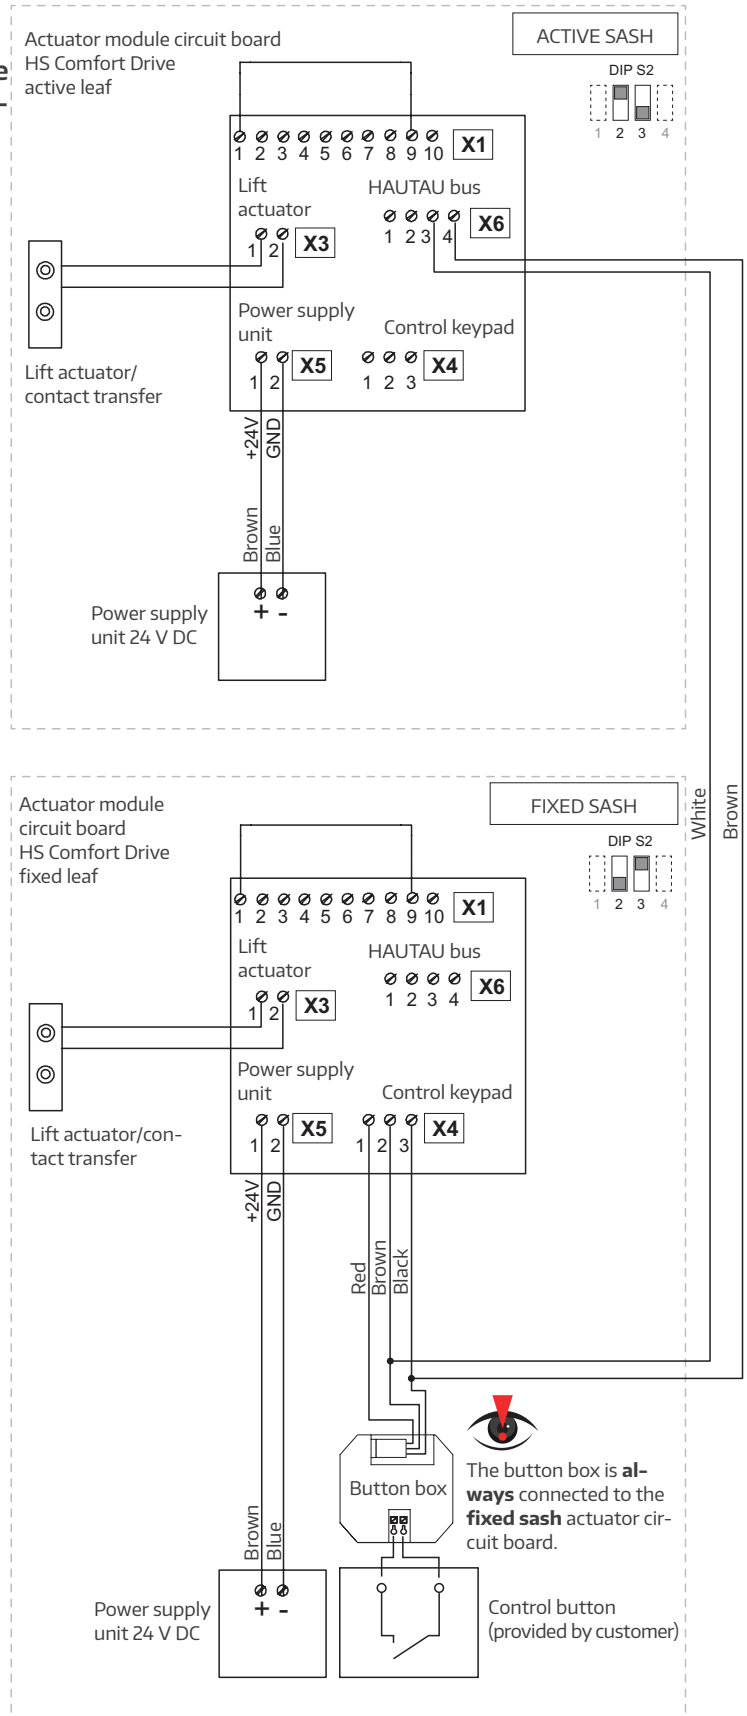 Actuator module circuit board
HS Comfort Drive
active leaf
ACTIVE SASH
DIP S2
1 2 3 4
1 2 3 4 5 6 7 8 9 10 X1
Lift
actuator
HAUTAU bus
1 2 3 4 X6
1 2 X3
Power supply
unit
Control keypad
1 2 X5
1 2 3 X4
Lift actuator/
contact transfer
+24V
GND
Brown
Blue
Power supply
unit 24 V DC
+ -
White
Brown
Actuator module
circuit board
HS Comfort Drive
fixed leaf
FIXED SASH
DIP S2
1 2 3 4
1 2 3 4 5 6 7 8 9 10 X1
Lift
actuator
HAUTAU bus
1 2 3 4 X6
1 2 X3
Power supply
unit
Control keypad
1 2 X5
1 2 3 X4
Lift actuator/con-
tact transfer
+24V
GND
Red
Brown
Black
Button box
The button box is al-
ways connected to the
fixed sash actuator cir-
cuit board.
Brown
Blue
Power supply
unit 24 V DC
+ -
Control button
(provided by customer)